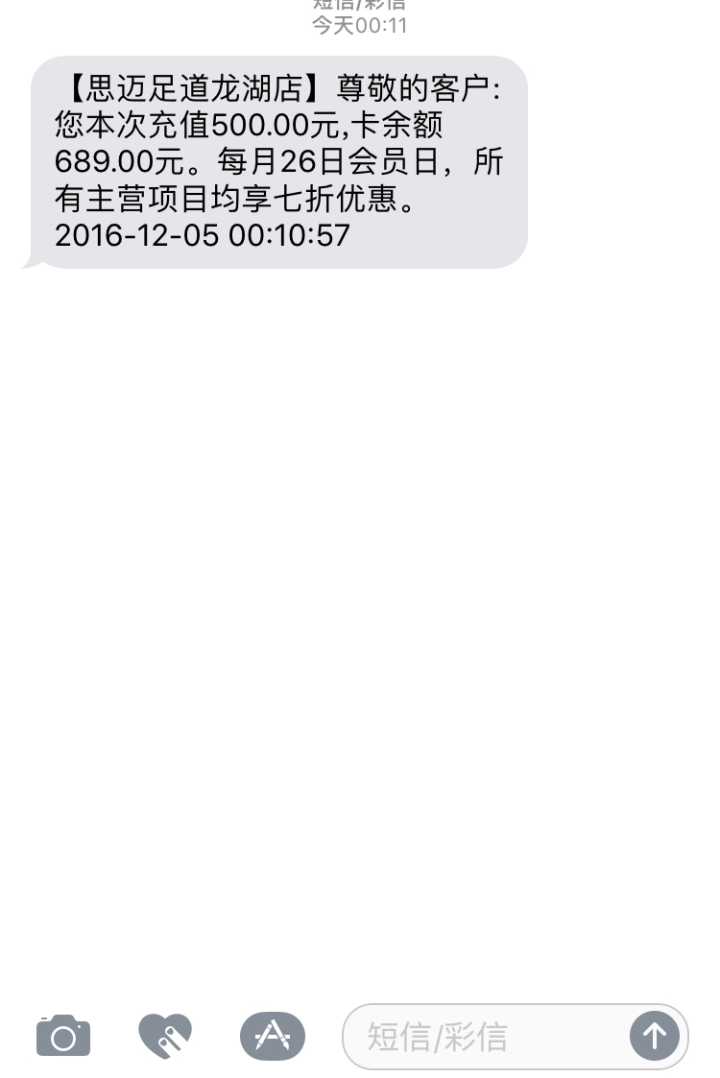 短信/彩信
今天00:11
【思迈足道龙湖店】尊敬的客户:
您本次充值500.00元,卡余额
689.00元。每月26日会员日，所
有主营项目均享七折优惠。
2016-12-05 00:10:57
短信/彩信